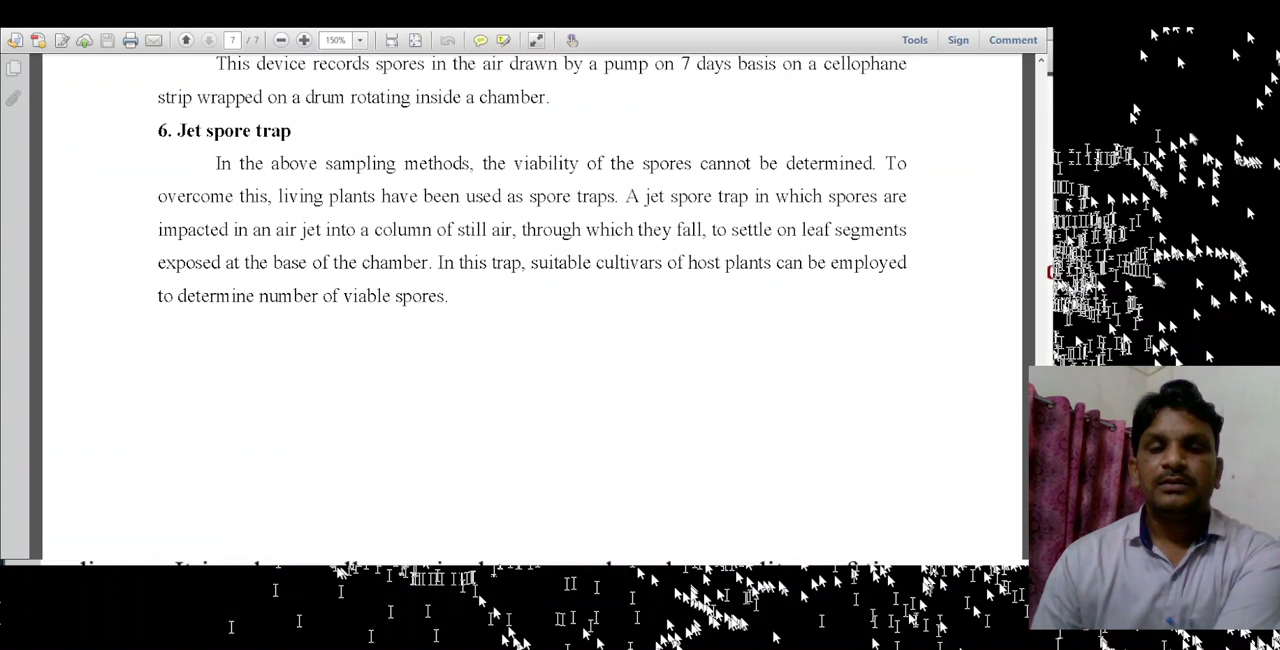 7 / 7
150%
Tools
Sign
Comment
This device records spores in the air drawn by a pump on 7 days basis on a cellophane
strip wrapped on a drum rotating inside a chamber.
6. Jet spore trap
In the above sampling methods, the viability of the spores cannot be determined. To
overcome this, living plants have been used as spore traps. A jet spore trap in which spores are
impacted in an air jet into a column of still air, through which they fall, to settle on leaf segments
exposed at the base of the chamber. In this trap, suitable cultivars of host plants can be employed
to determine number of viable spores.